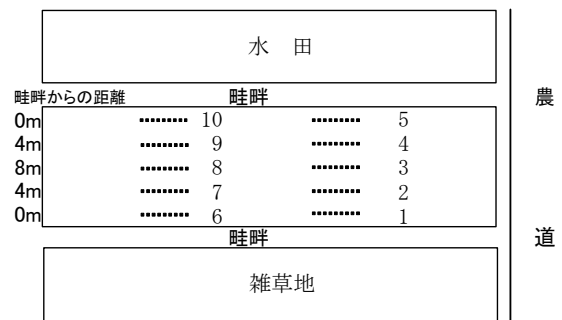 水 田
畦畔からの距離 畦畔
0m 10 5
4m 9 4
8m 8 3
4m 7 2
0m 6 1
畦畔
雑草地
農
道